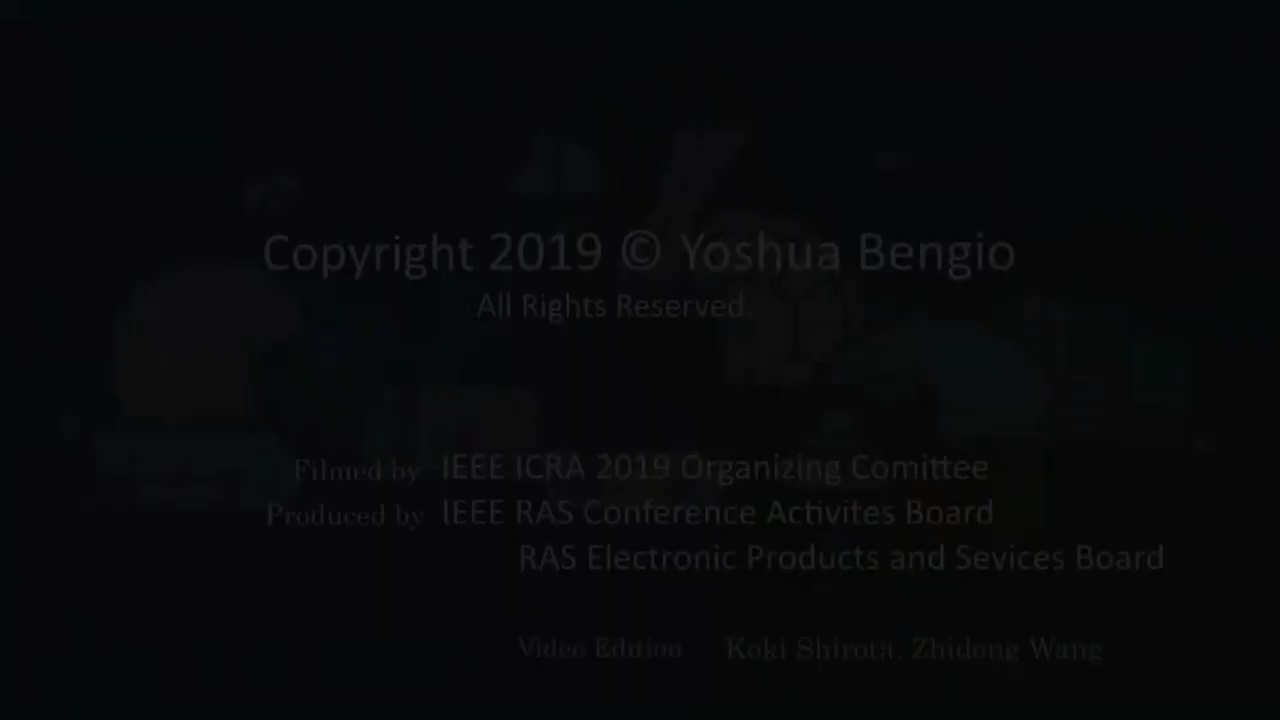 Copyright 2019 © Yoshua Bengio
All Rights Reserved.
Filmed by IEEE ICRA 2019 Organizing Comittee
Produced by IEEE RAS Conference Activites Board
RAS Electronic Products and Sevices Board
Video Edition Koki Shirota, Zhidong Wang